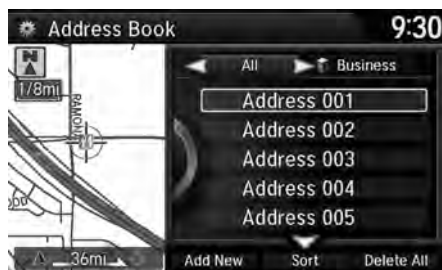 Address Book
9:30
N
1/8mi
All
Business
RAMON
Address 001
Address 002
Address 003
Address 004
Address 005
36mi
Add New
Sort
Delete All